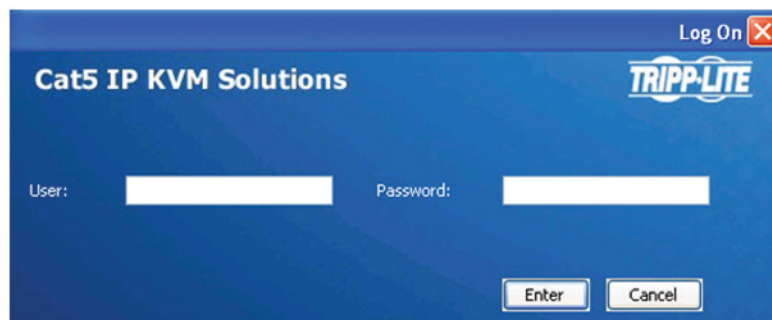 Log On
Cat5 IP KVM Solutions
TRIPP·LITE
User:
Password:
Enter
Cancel